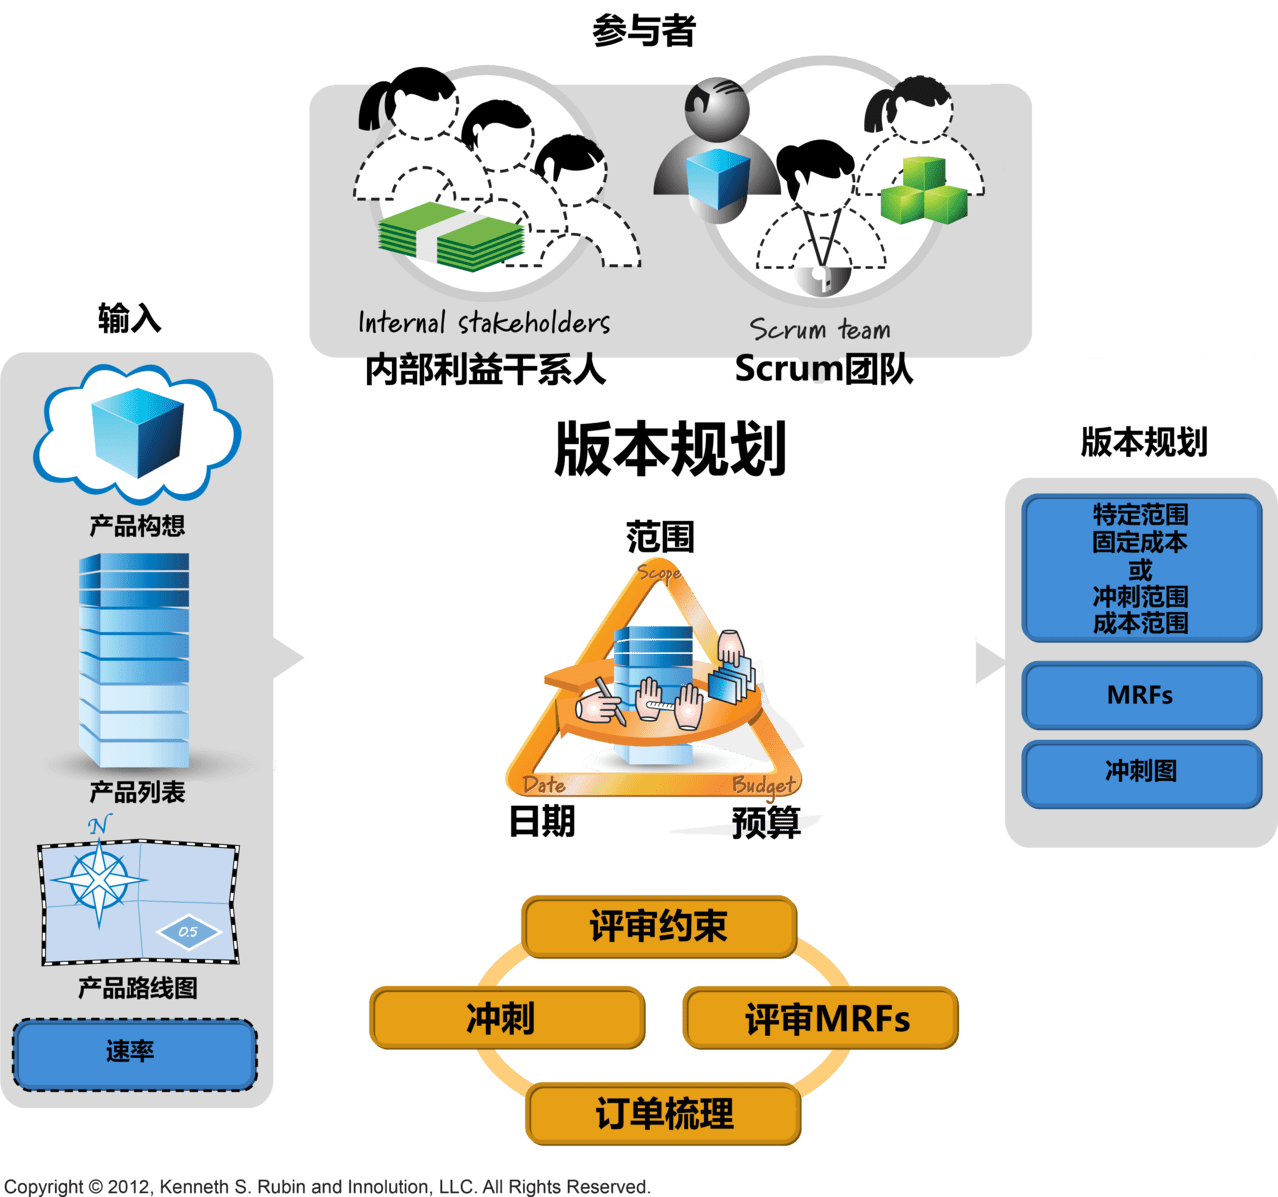 参与者
Internal stakeholders
Scrum team
内部利益干系人
Scrum团队
输入
产品构想
产品列表
N
0.5
产品路线图
速率
版本规划
范围
Scope
Date
Budget
日期
预算
评审约束
冲刺
评审MRFs
订单梳理
版本规划
特定范围
固定成本
或
冲刺范围
成本范围
MRFs
冲刺图
Copyright © 2012, Kenneth S. Rubin and Innolution, LLC. All Rights Reserved.